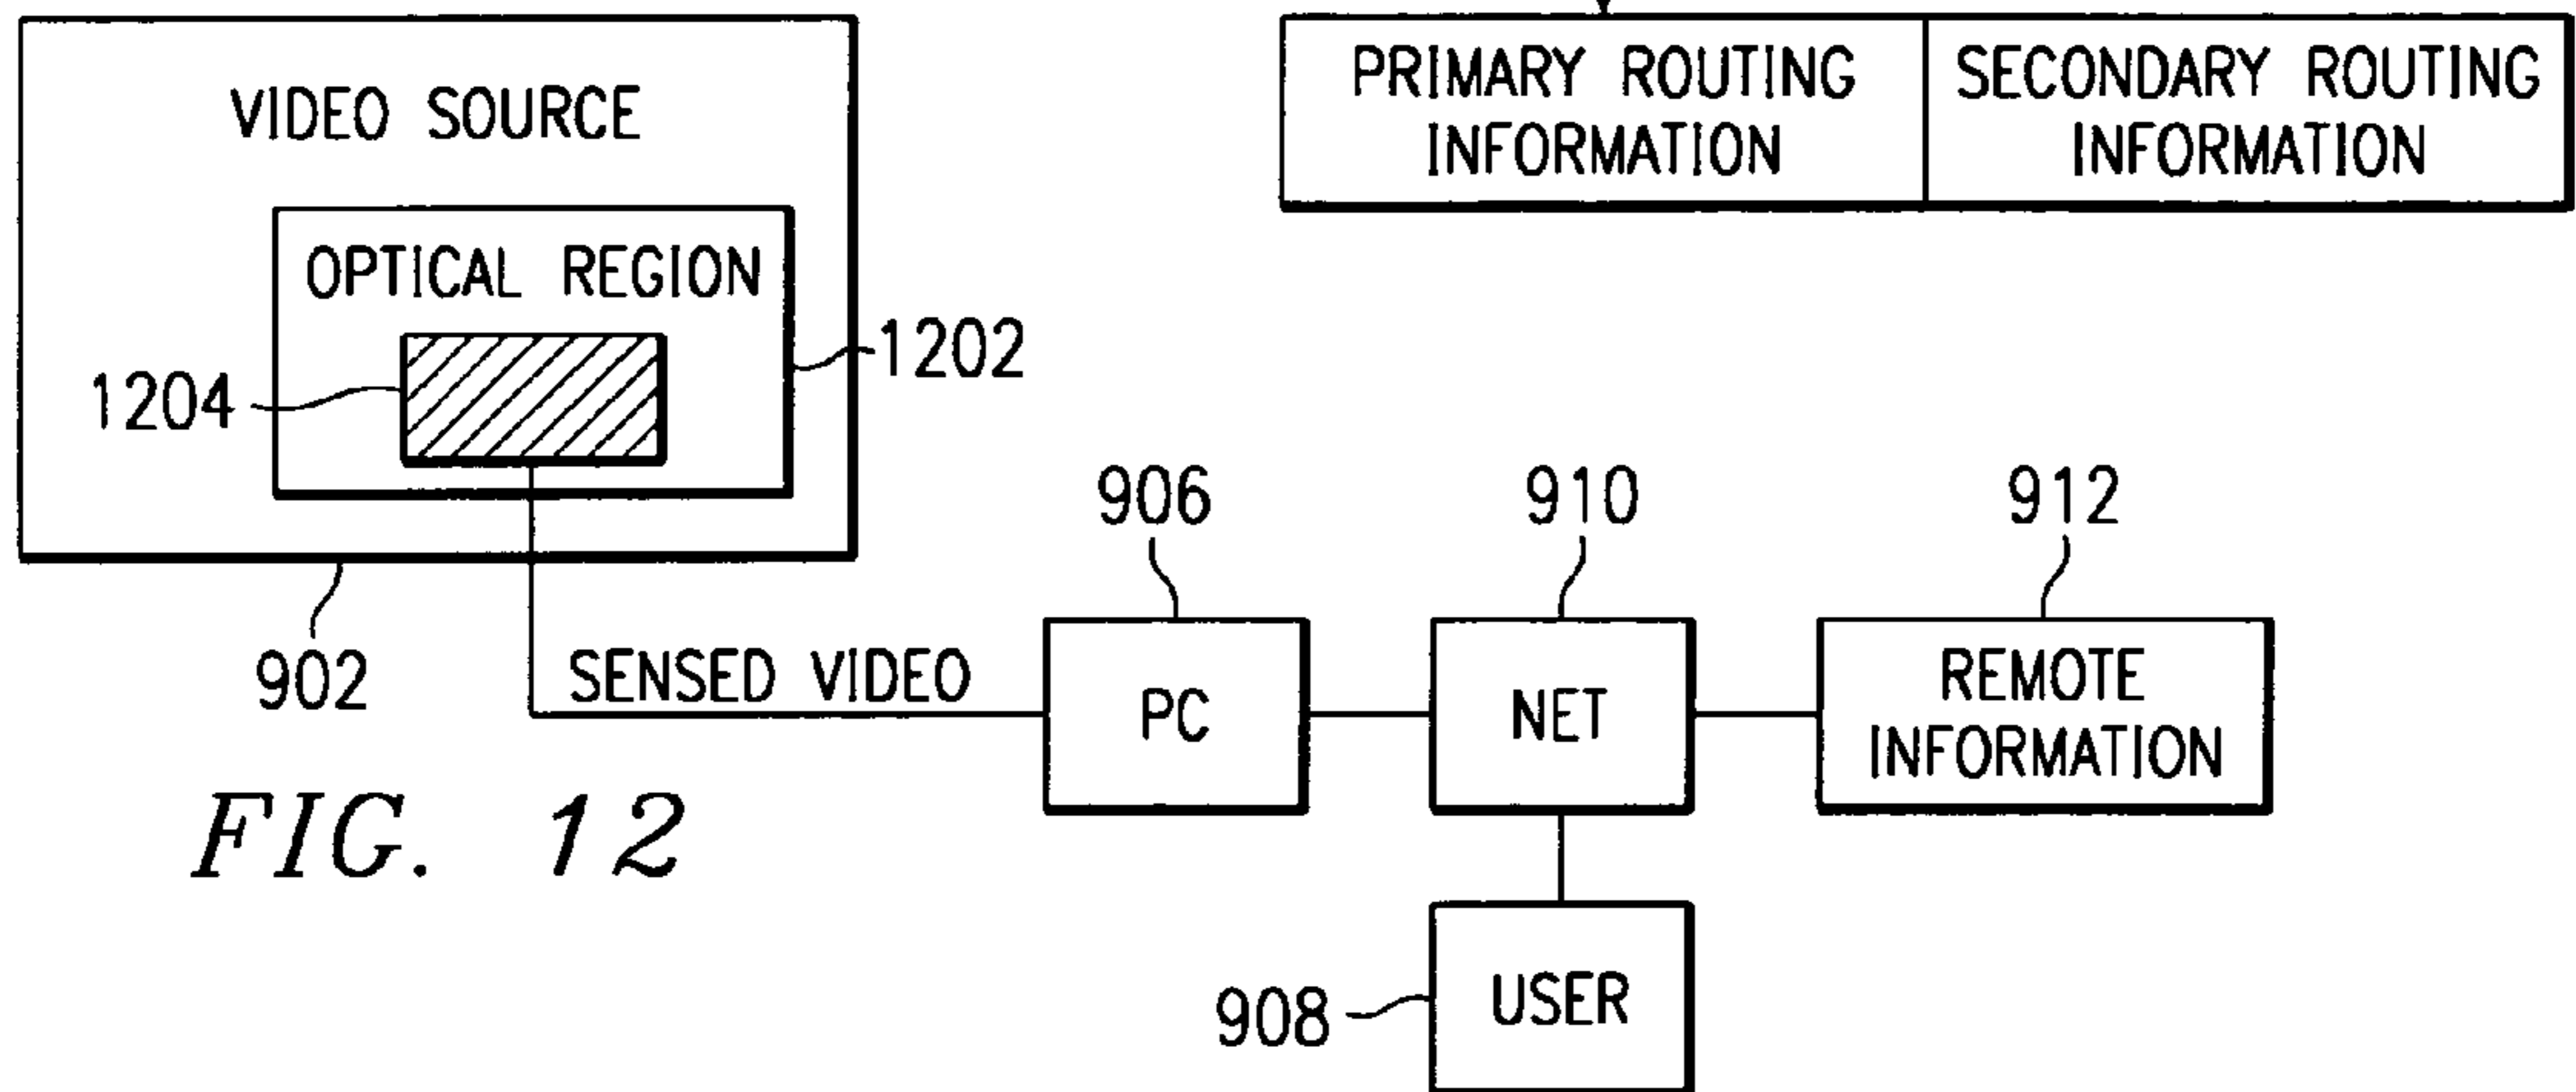 VIDEO SOURCE
OPTICAL REGION
1202
1204
902
SENSED VIDEO
FIG. 12
PRIMARY ROUTING
INFORMATION
SECONDARY ROUTING
INFORMATION
906
PC
910
NET
912
REMOTE
INFORMATION
908
USER